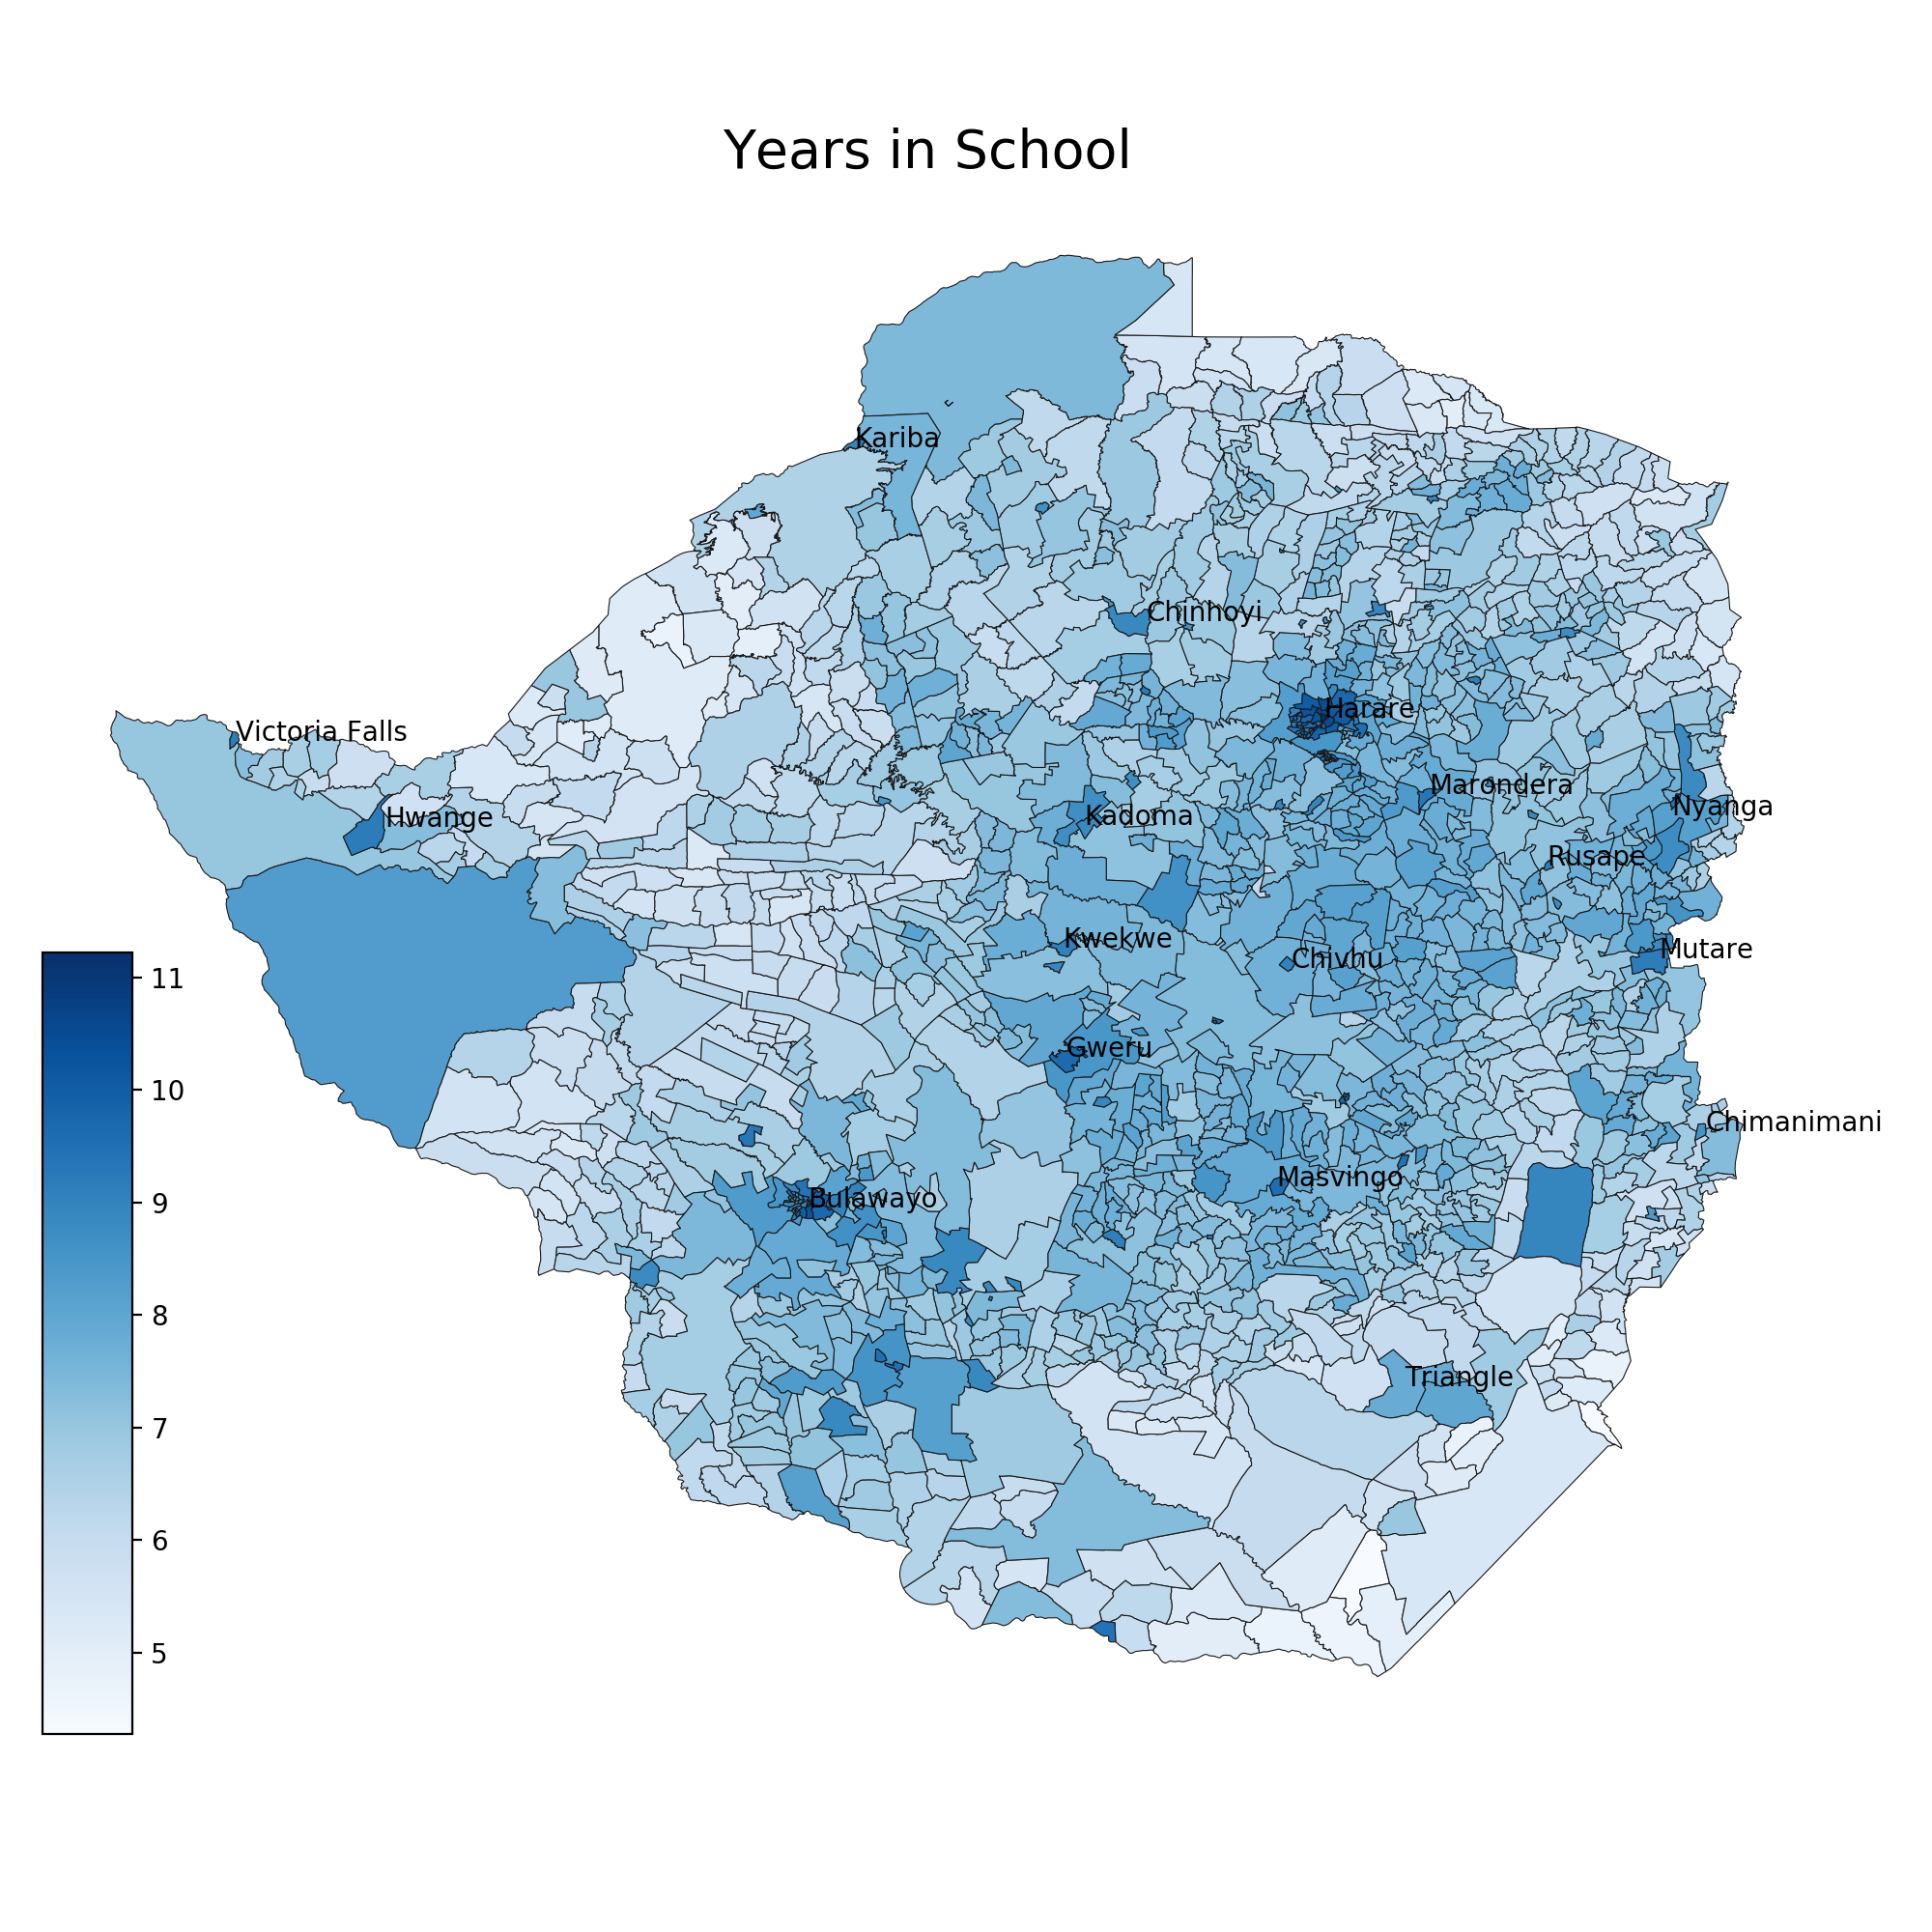 Years in School
Kariba
Chinhoyi
Harare
Victoria Falls
Marondera
Nyanga
Hwange
Kadoma
Rusape
Kwekwe
Mutare
Chivhu
11
Gweru
10
Chimanimani
Masvingo
Bulawayo
9
8
Triangle
7
6
5